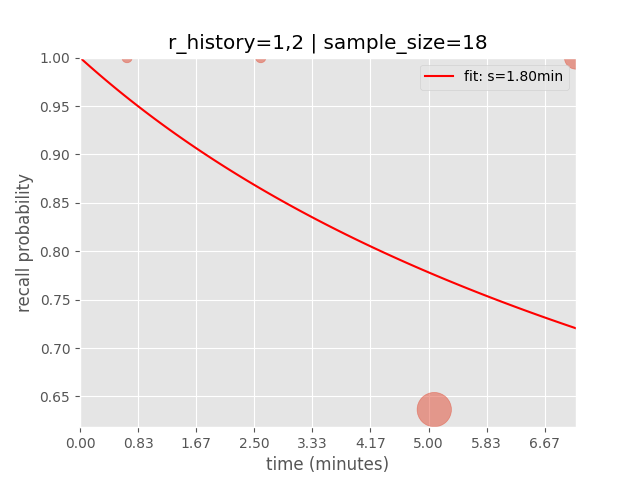 r_history=1,2 | sample_size=18
fit: s=1.80min
1.00
0.95
0.90
0.85
0.80
0.75
0.70
0.65
recall probability
0.00 0.83 1.67 2.50 3.33 4.17 5.00 5.83 6.67
time (minutes)